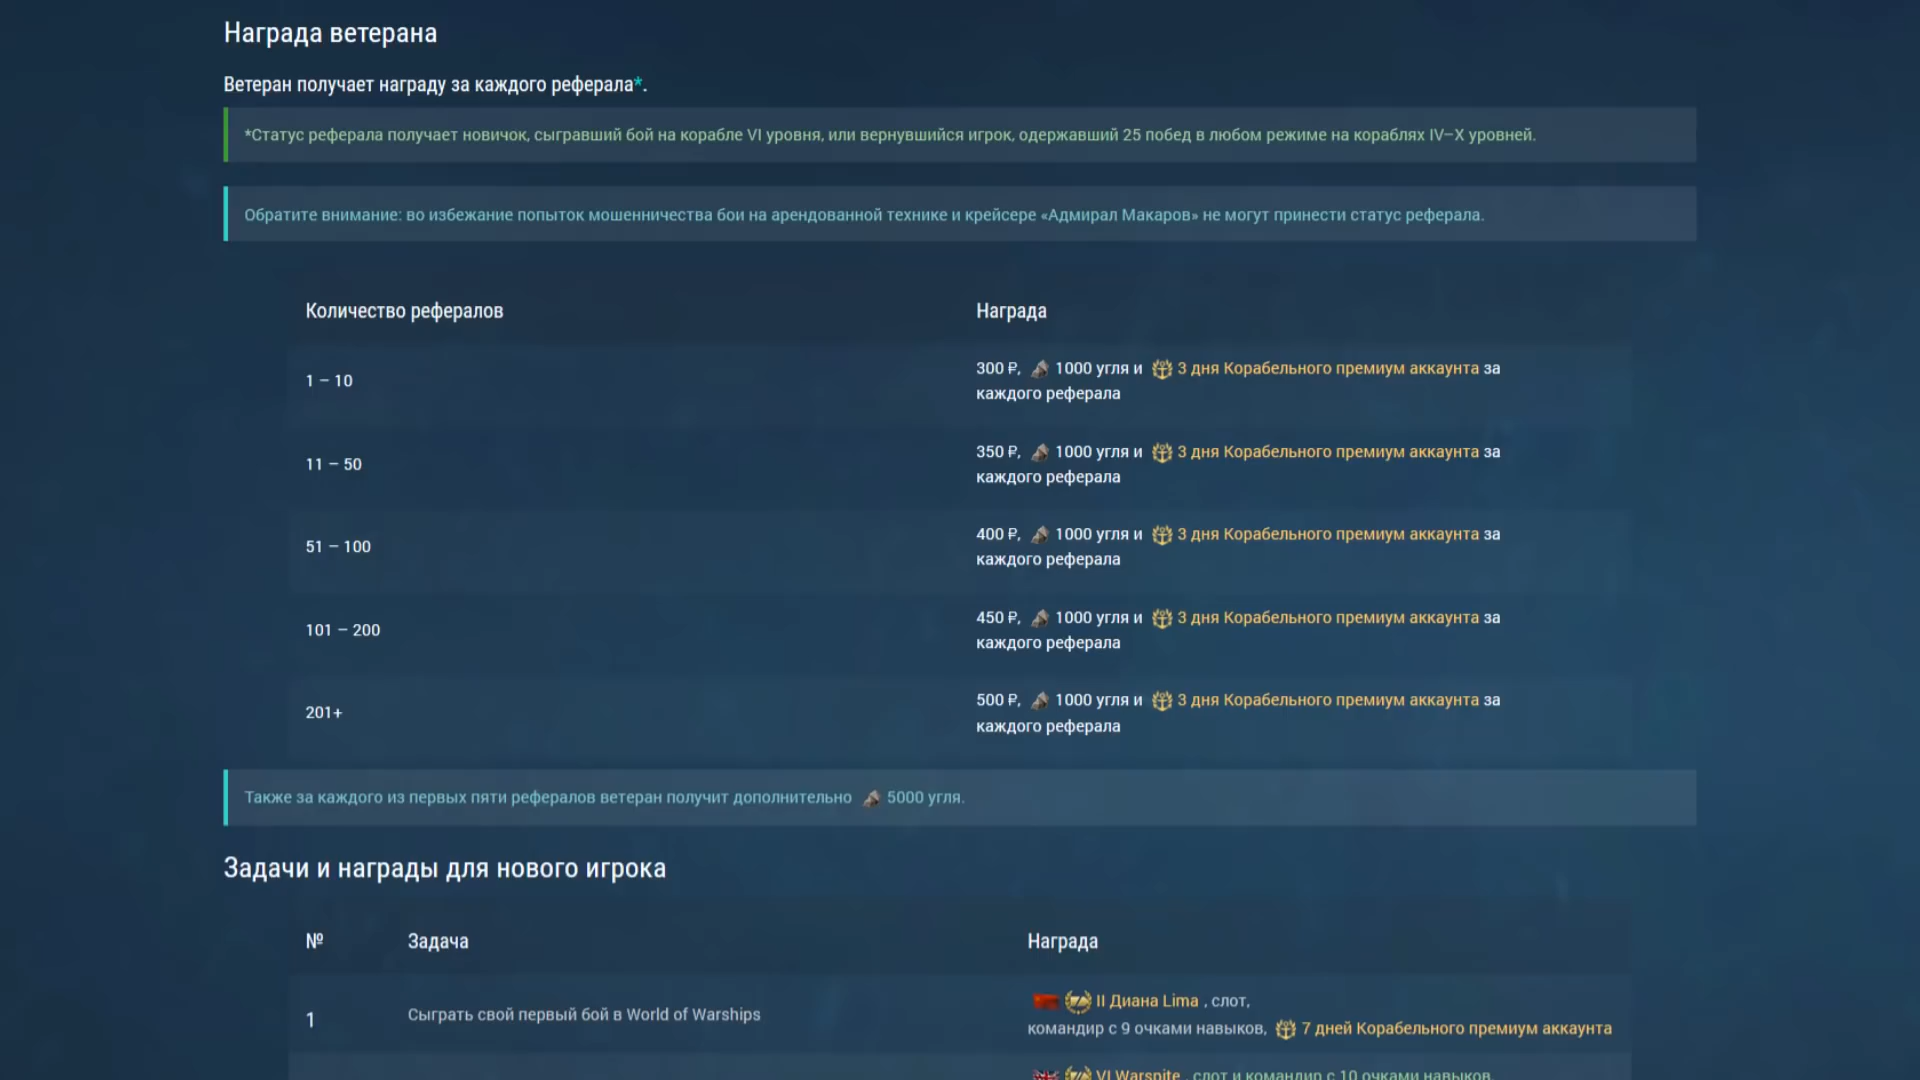 Награда ветерана
Ветеран получает награду за каждого реферала*.
*Статус реферала получает новичок, сыгравший бой на корабле VI уровня, или вернувшийся игрок, одержавший 25 побед в любом режиме на кораблях IV–X уровней.
Обратите внимание: во избежание попыток мошенничества бои на арендованной технике и крейсере «Адмирал Макаров» не могут принести статус реферала.
Количество рефералов Награда
1 – 10 300 ₽, 1000 угля и 3 дня Корабельного премиум аккаунта за
каждого реферала
11 – 50 350 ₽, 1000 угля и 3 дня Корабельного премиум аккаунта за
каждого реферала
51 – 100 400 ₽, 1000 угля и 3 дня Корабельного премиум аккаунта за
каждого реферала
101 – 200 450 ₽, 1000 угля и 3 дня Корабельного премиум аккаунта за
каждого реферала
201+ 500 ₽, 1000 угля и 3 дня Корабельного премиум аккаунта за
каждого реферала
Также за каждого из первых пяти рефералов ветеран получит дополнительно 5000 угля.
Задачи и награды для нового игрока
№ Задача Награда
1 Сыграть свой первый бой в World of Warships II Диана Lima , слот,
командир с 9 очками навыков, 7 дней Корабельного премиум аккаунта
VI Warspite , слот и командир с 10 очками навыков,